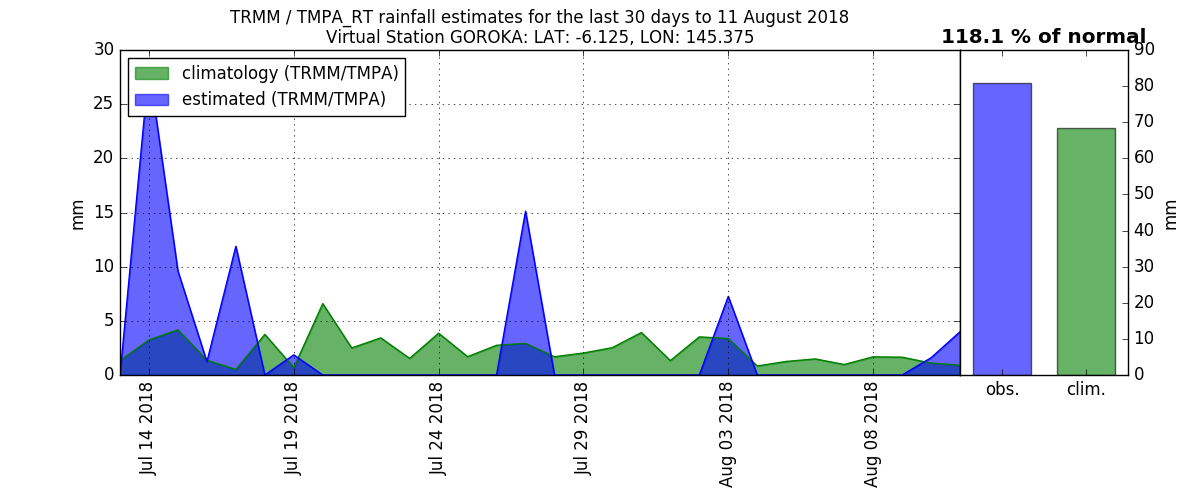 TRMM / TMPA_RT rainfall estimates for the last 30 days to 11 August 2018
Virtual Station GOROKA: LAT: -6.125, LON: 145.375
118.1 % of normal
climatology (TRMM/TMPA)
estimated (TRMM/TMPA)
30
25
20
15
10
5
0
mm
Jul 14 2018
Jul 19 2018
Jul 24 2018
Jul 29 2018
Aug 03 2018
Aug 08 2018
90
80
70
60
50
40
30
20
10
0
mm
obs.
clim.